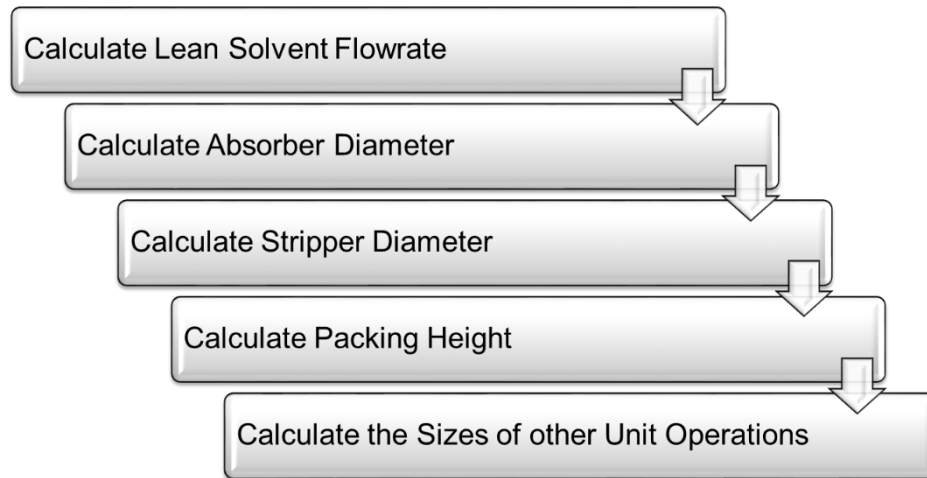 Calculate Lean Solvent Flowrate
Calculate Absorber Diameter
Calculate Stripper Diameter
Calculate Packing Height
Calculate the Sizes of other Unit Operations